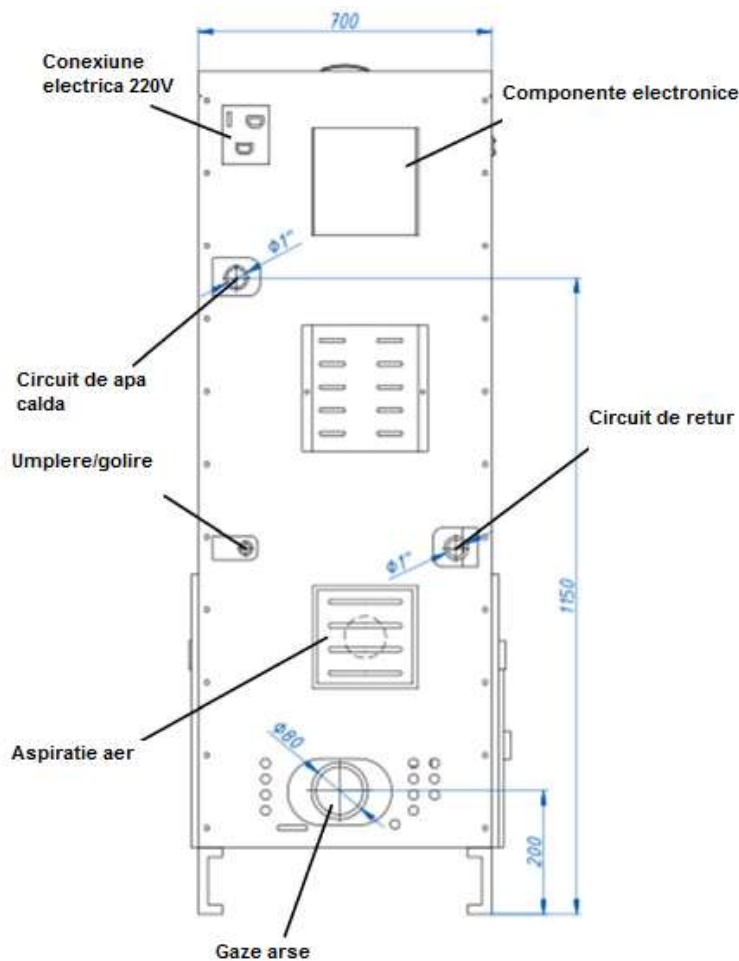 700
Conexiune
electrica 220V
Componente electronice
Φ1"
Circuit de apa
calda
Circuit de retur
Umplere/golire
Φ1"
1150
Aspiratie aer
Φ80
200
Gaze arse